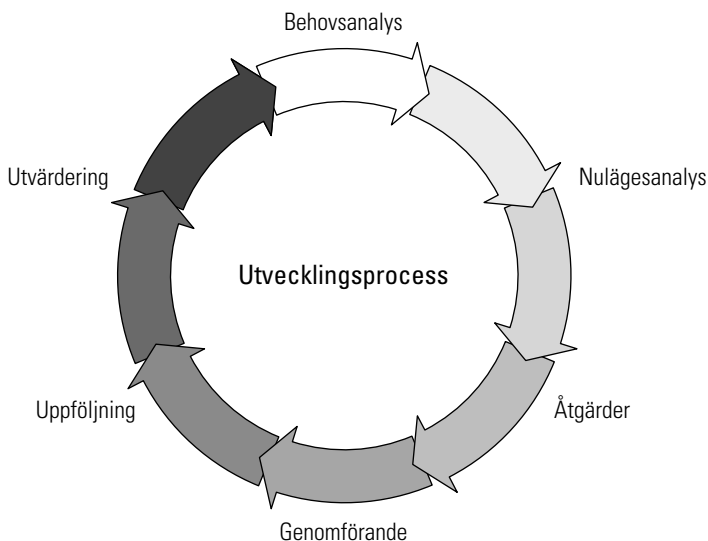 Behovsanalys
Nulägesanalys
Åtgärder
Genomförande
Uppföljning
Utvärdering
Utvecklingsprocess